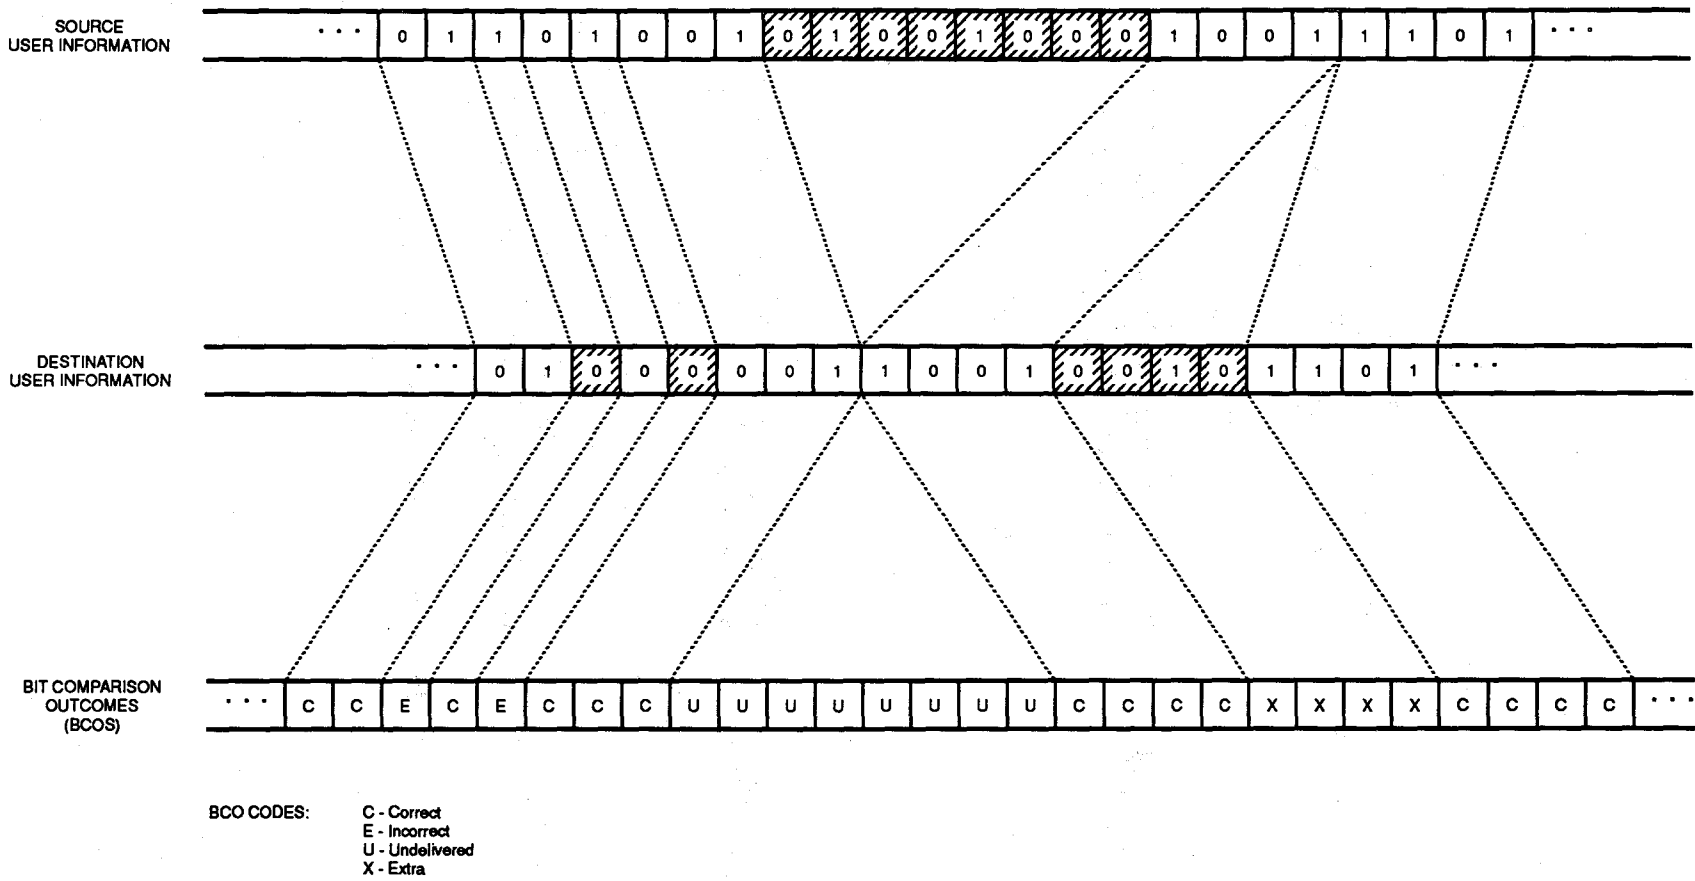 SOURCE
USER INFORMATION
· · · 0 1 1 0 1 0 0 1 0 1 0 0 1 0 0 0 1 0 0 1 1 1 0 1 · · ·
DESTINATION
USER INFORMATION
· · · 0 1 0 0 0 0 0 1 1 0 0 1 0 0 1 0 1 1 0 1 · · ·
BIT COMPARISON
OUTCOMES
(BCOS)
· · · C C E C E C C C U U U U U U U U C C C C X X X X C C C C · · ·
BCO CODES:
C - Correct
E - Incorrect
U - Undelivered
X - Extra